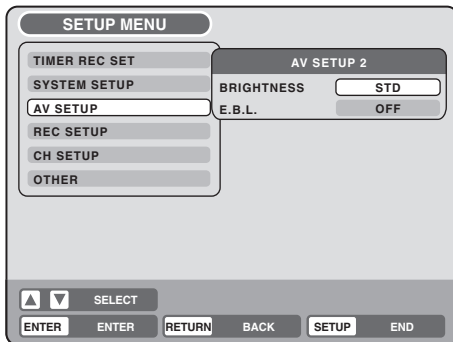 SETUP MENU
TIMER REC SET
SYSTEM SETUP
AV SETUP
REC SETUP
CH SETUP
OTHER
AV SETUP 2
BRIGHTNESS STD
E.B.L. OFF
SELECT
ENTER ENTER RETURN BACK SETUP END